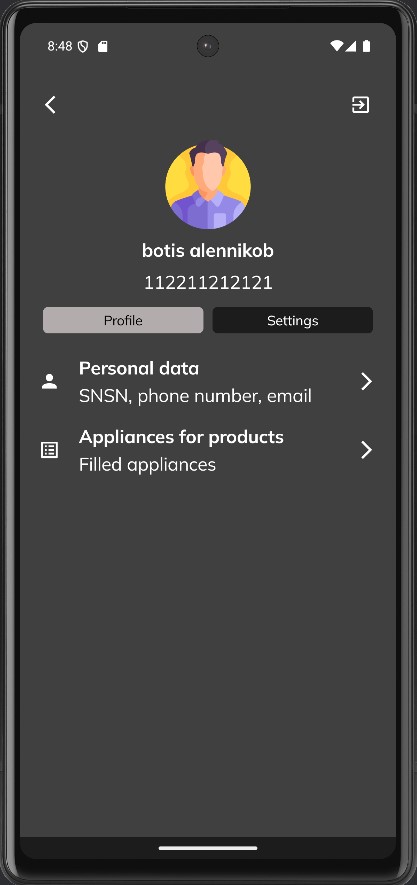 8:48
botis alennikob
112211212121
Profile Settings
Personal data
SNSN, phone number, email
Appliances for products
Filled appliances